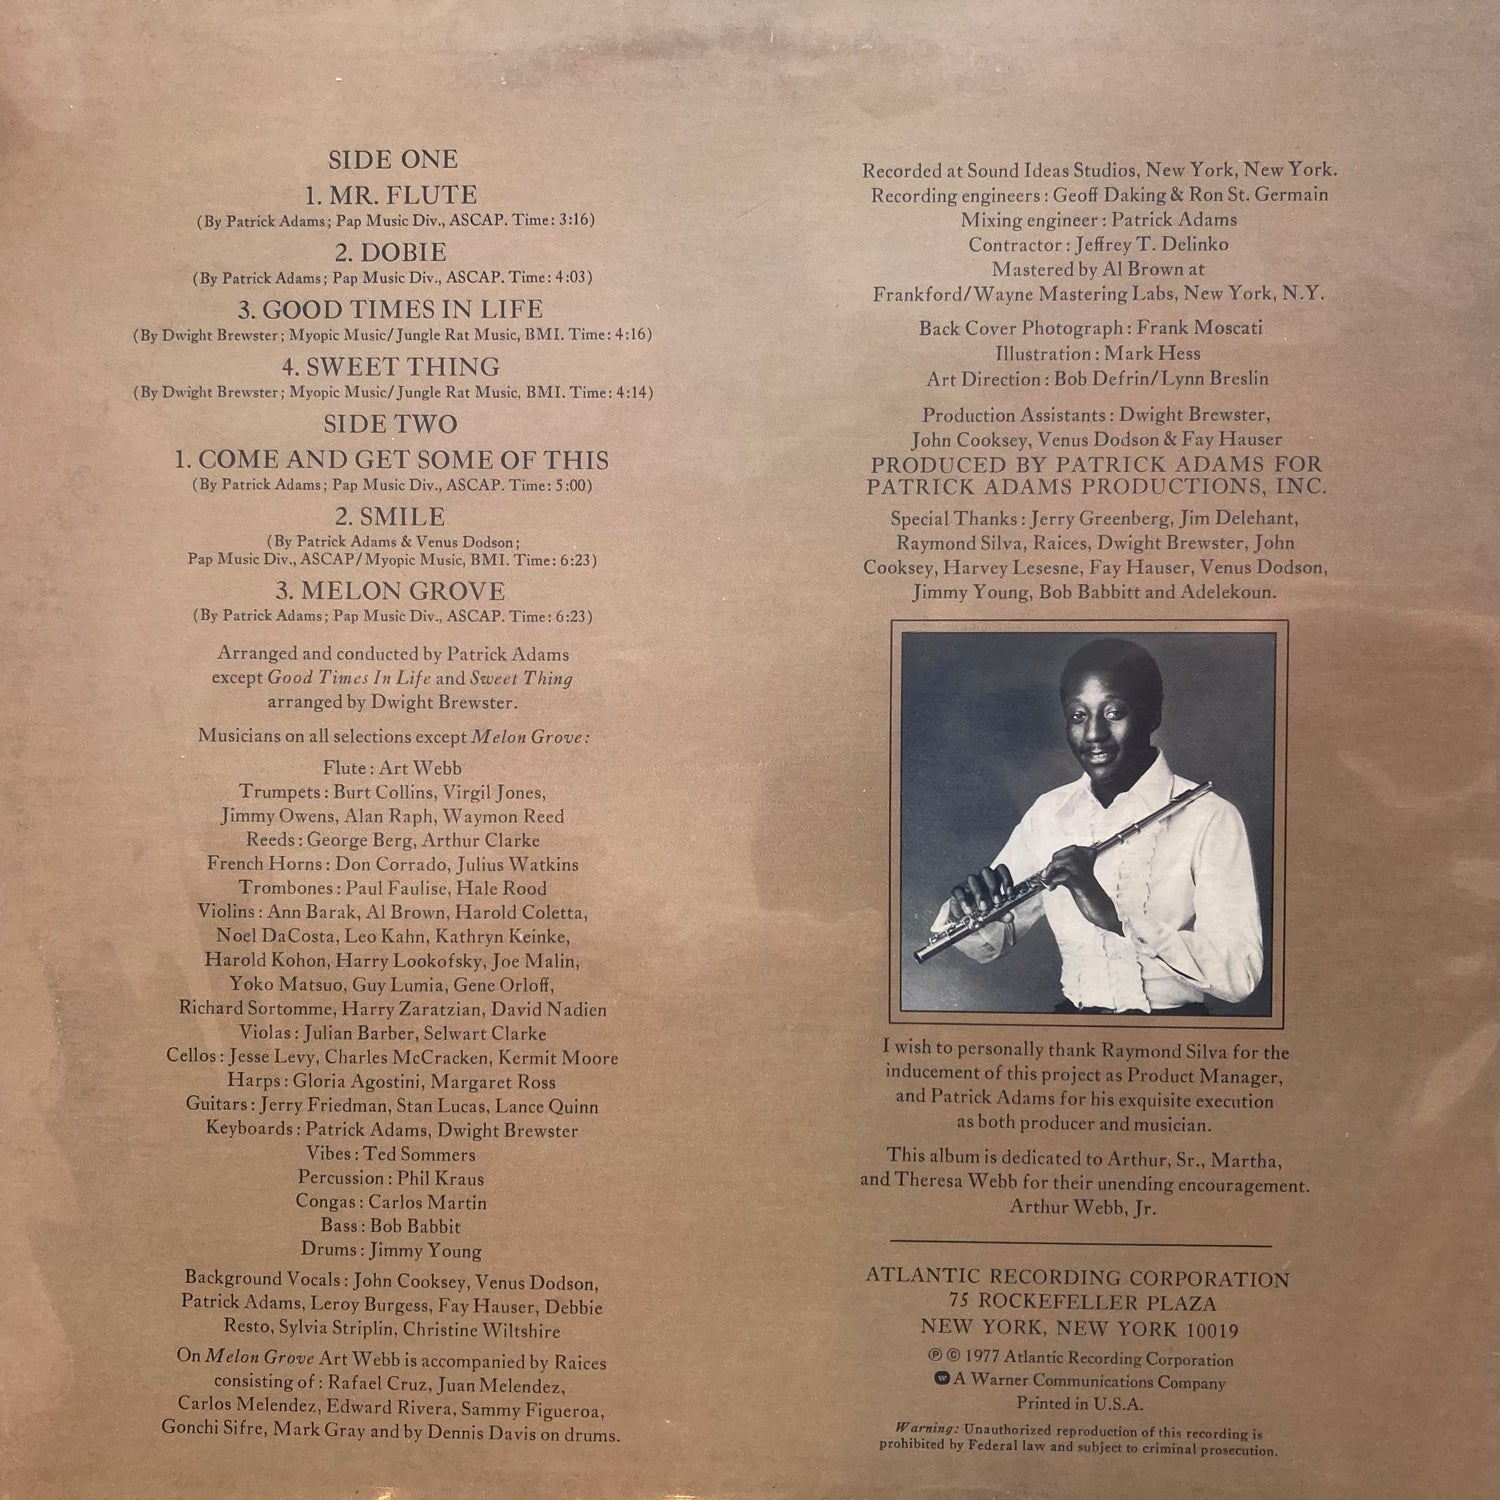 SIDE ONE
1. MR. FLUTE
(By Patrick Adams; Pap Music Div., ASCAP. Time: 3:16)
2. DOBIE
(By Patrick Adams; Pap Music Div., ASCAP. Time: 4:03)
3. GOOD TIMES IN LIFE
(By Dwight Brewster; Myopic Music/Jungle Rat Music, BMI. Time: 4:16)
4. SWEET THING
(By Dwight Brewster; Myopic Music/Jungle Rat Music, BMI. Time: 4:14)
SIDE TWO
1. COME AND GET SOME OF THIS
(By Patrick Adams; Pap Music Div., ASCAP. Time: 5:00)
2. SMILE
(By Patrick Adams & Venus Dodson;
Pap Music Div., ASCAP/Myopic Music, BMI. Time: 6:23)
3. MELON GROVE
(By Patrick Adams; Pap Music Div., ASCAP. Time: 6:23)
Arranged and conducted by Patrick Adams
except Good Times In Life and Sweet Thing
arranged by Dwight Brewster.
Musicians on all selections except Melon Grove:
Flute: Art Webb
Trumpets: Burt Collins, Virgil Jones,
Jimmy Owens, Alan Raph, Waymon Reed
Reeds: George Berg, Arthur Clarke
French Horns: Don Corrado, Julius Watkins
Trombones: Paul Faulise, Hale Rood
Violins: Ann Barak, Al Brown, Harold Coletta,
Noel DaCosta, Leo Kahn, Kathryn Keinke,
Harold Kohon, Harry Lookofsky, Joe Malin,
Yoko Matsuo, Guy Lumia, Gene Orloff,
Richard Sortomme, Harry Zaratzian, David Nadien
Violas: Julian Barber, Selwart Clarke
Cellos: Jesse Levy, Charles McCracken, Kermit Moore
Harps: Gloria Agostini, Margaret Ross
Guitars: Jerry Friedman, Stan Lucas, Lance Quinn
Keyboards: Patrick Adams, Dwight Brewster
Vibes: Ted Sommers
Percussion: Phil Kraus
Congas: Carlos Martin
Bass: Bob Babbit
Drums: Jimmy Young
Background Vocals: John Cooksey, Venus Dodson,
Patrick Adams, Leroy Burgess, Fay Hauser, Debbie
Resto, Sylvia Striplin, Christine Wiltshire
On Melon Grove Art Webb is accompanied by Raices
consisting of: Rafael Cruz, Juan Melendez,
Carlos Melendez, Edward Rivera, Sammy Figueroa,
Gonchi Sifre, Mark Gray and by Dennis Davis on drums.
Recorded at Sound Ideas Studios, New York, New York.
Recording engineers: Geoff Daking & Ron St. Germain
Mixing engineer: Patrick Adams
Contractor: Jeffrey T. Delinko
Mastered by Al Brown at
Frankford/Wayne Mastering Labs, New York, N.Y.
Back Cover Photograph: Frank Moscati
Illustration: Mark Hess
Art Direction: Bob Defrin/Lynn Breslin
Production Assistants: Dwight Brewster,
John Cooksey, Venus Dodson & Fay Hauser
PRODUCED BY PATRICK ADAMS FOR
PATRICK ADAMS PRODUCTIONS, INC.
Special Thanks: Jerry Greenberg, Jim Delehant,
Raymond Silva, Raices, Dwight Brewster, John
Cooksey, Harvey Lesesne, Fay Hauser, Venus Dodson,
Jimmy Young, Bob Babbitt and Adelekoun.
I wish to personally thank Raymond Silva for the
inducement of this project as Product Manager,
and Patrick Adams for his exquisite execution
as both producer and musician.
This album is dedicated to Arthur, Sr., Martha,
and Theresa Webb for their unending encouragement.
Arthur Webb, Jr.
ATLANTIC RECORDING CORPORATION
75 ROCKEFELLER PLAZA
NEW YORK, NEW YORK 10019
℗ © 1977 Atlantic Recording Corporation
W A Warner Communications Company
Printed in U.S.A.
Warning: Unauthorized reproduction of this recording is
prohibited by Federal law and subject to criminal prosecution.